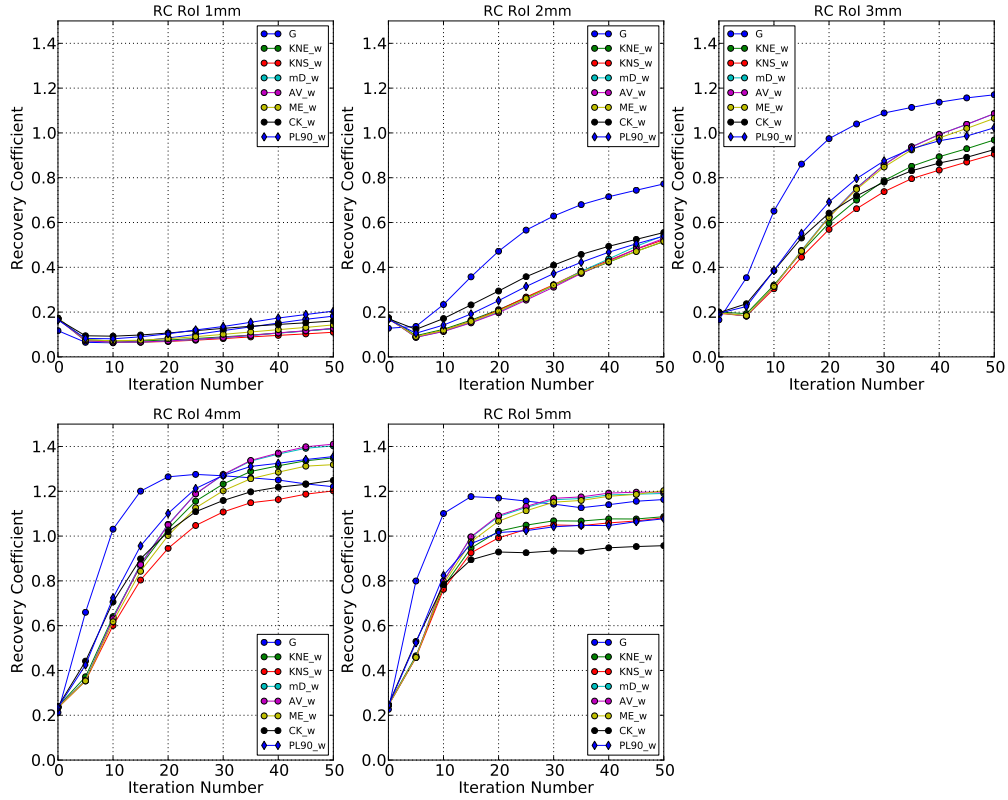 RC RoI 1mm
Recovery Coefficient
1.4
1.2
1.0
0.8
0.6
0.4
0.2
0.0
0 10 20 30 40 50
Iteration Number
G
KNE_w
KNS_w
mD_w
AV_w
ME_w
CK_w
PL90_w
RC RoI 2mm
Recovery Coefficient
1.4
1.2
1.0
0.8
0.6
0.4
0.2
0.0
0 10 20 30 40 50
Iteration Number
G
KNE_w
KNS_w
mD_w
AV_w
ME_w
CK_w
PL90_w
RC RoI 3mm
Recovery Coefficient
1.4
1.2
1.0
0.8
0.6
0.4
0.2
0.0
0 10 20 30 40 50
Iteration Number
G
KNE_w
KNS_w
mD_w
AV_w
ME_w
CK_w
PL90_w
RC RoI 4mm
Recovery Coefficient
1.4
1.2
1.0
0.8
0.6
0.4
0.2
0.0
0 10 20 30 40 50
Iteration Number
G
KNE_w
KNS_w
mD_w
AV_w
ME_w
CK_w
PL90_w
RC RoI 5mm
Recovery Coefficient
1.4
1.2
1.0
0.8
0.6
0.4
0.2
0.0
0 10 20 30 40 50
Iteration Number
G
KNE_w
KNS_w
mD_w
AV_w
ME_w
CK_w
PL90_w